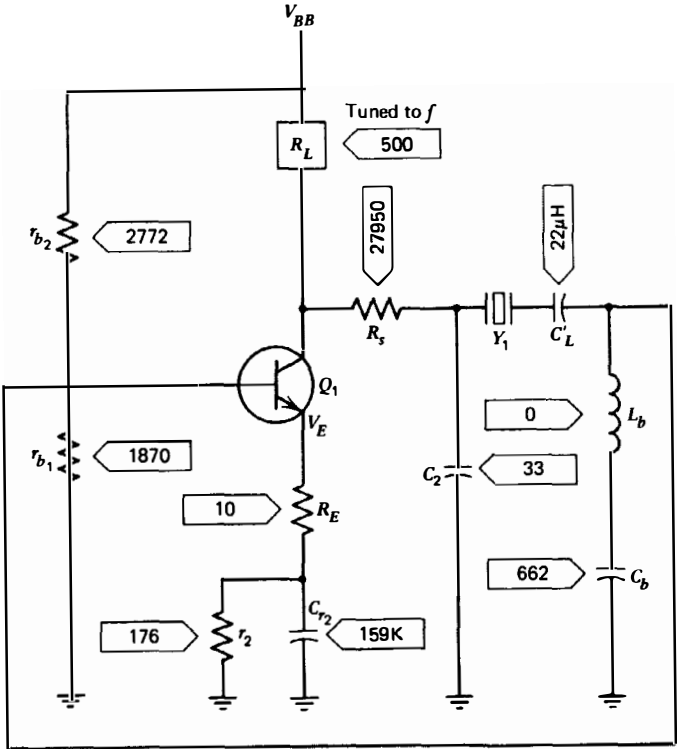 V_BB
Tuned to f
R_L
500
27950
22μH
r_b2
2772
R_s
Y_1
C'_L
Q_1
V_E
0
L_b
r_b1
1870
C_2
33
10
R_E
662
C_b
C_r2
176
r_2
159K